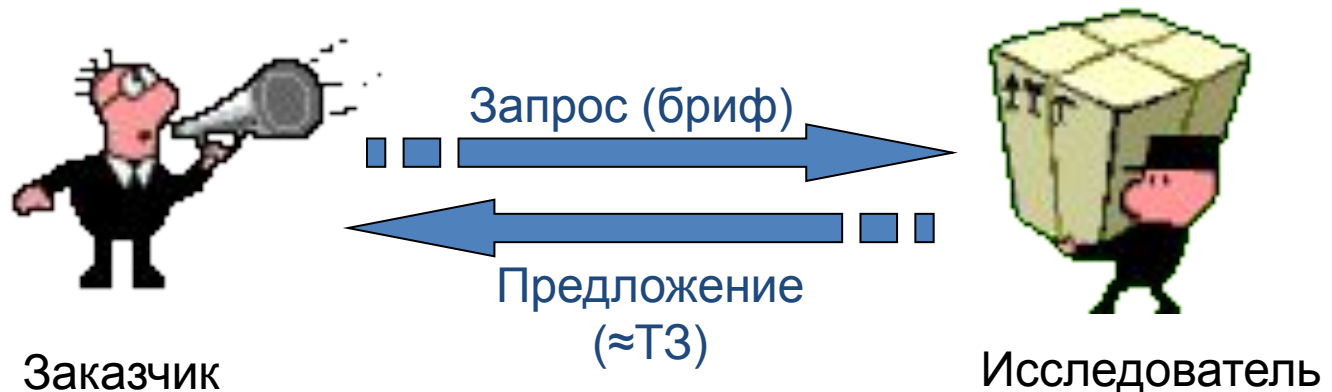 Запрос (бриф)
Предложение
(≈ТЗ)
Заказчик
Исследователь